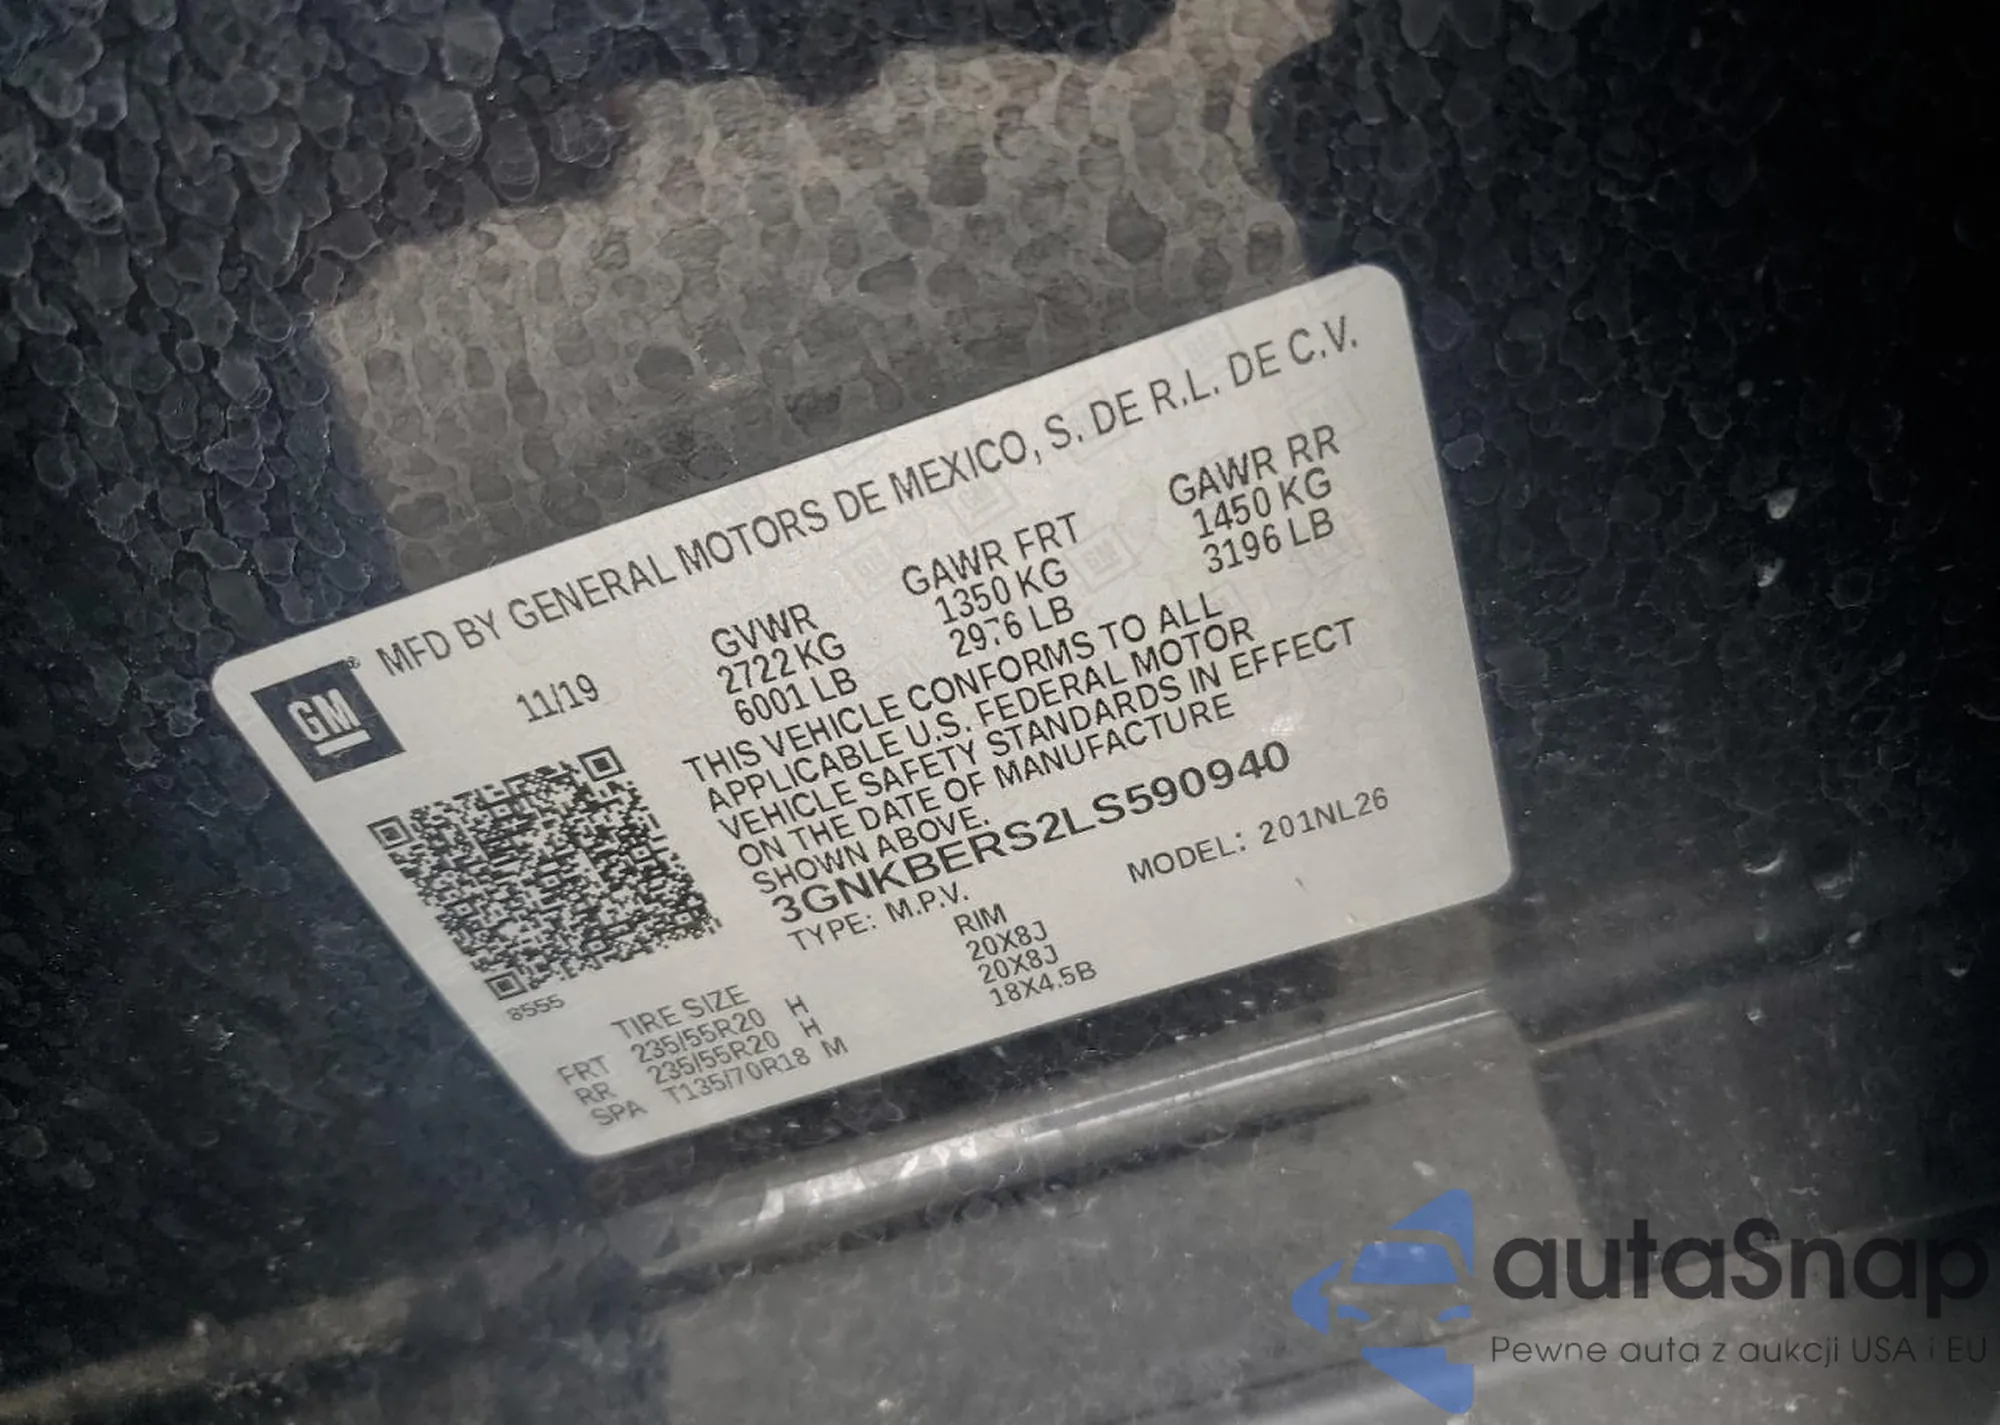 MFD BY GENERAL MOTORS DE MEXICO, S. DE R.L. DE C.V.
GM
11/19
GVWR
2722 KG
6001 LB
GAWR FRT
1350 KG
2976 LB
GAWR RR
1450 KG
3196 LB
THIS VEHICLE CONFORMS TO ALL
APPLICABLE U.S. FEDERAL MOTOR
VEHICLE SAFETY STANDARDS IN EFFECT
ON THE DATE OF MANUFACTURE
SHOWN ABOVE.
3GNKBERS2LS590940
TYPE: M.P.V.
MODEL: 201NL26
8555
TIRE SIZE RIM
FRT 235/55R20 H 20X8J
RR 235/55R20 H 20X8J
SPA T135/70R18 M 18X4.5B
autaSnap
Pewne auta z aukcji USA i EU